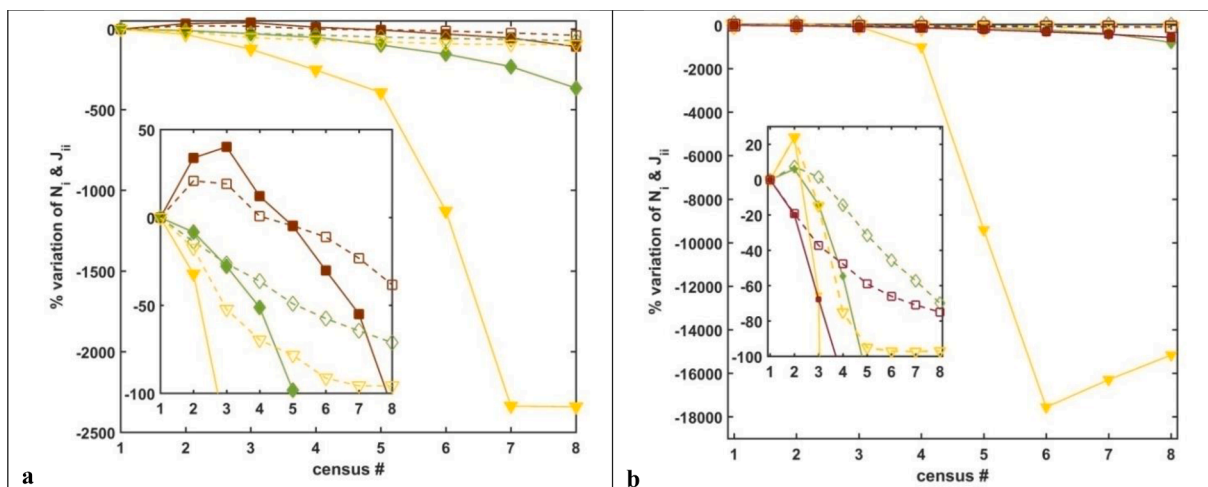 0
-500
-1000
-1500
-2000
-2500
% variation of N_i & J_ii
50
0
-50
-100
1 2 3 4 5 6 7 8
1 2 3 4 5 6 7 8
census #
a
0
-2000
-4000
-6000
-8000
-10000
-12000
-14000
-16000
-18000
% variation of N_i & J_ii
20
0
-20
-40
-60
-80
-100
1 2 3 4 5 6 7 8
1 2 3 4 5 6 7 8
census #
b